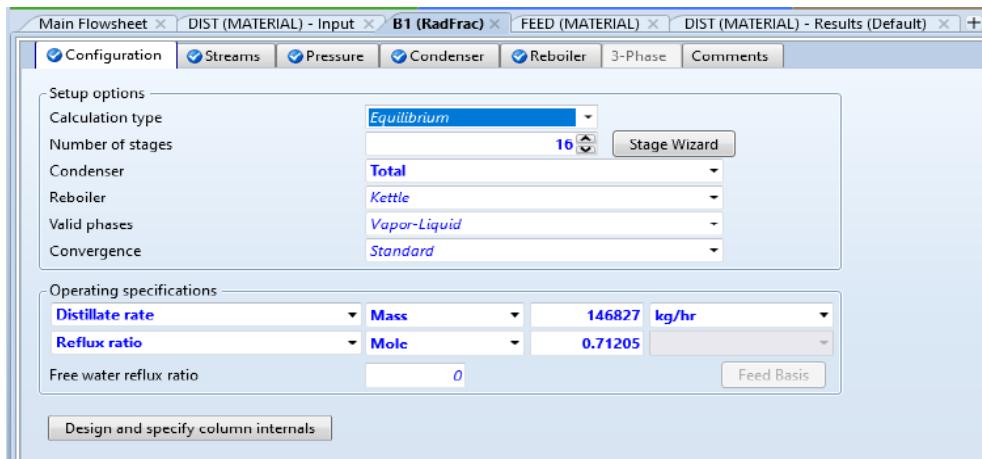 Main Flowsheet × DIST (MATERIAL) - Input × B1 (RadFrac) × FEED (MATERIAL) × DIST (MATERIAL) - Results (Default) × +
Configuration Streams Pressure Condenser Reboiler 3-Phase Comments
Setup options
Calculation type Equilibrium
Number of stages 16 Stage Wizard
Condenser Total
Reboiler Kettle
Valid phases Vapor-Liquid
Convergence Standard
Operating specifications
Distillate rate Mass 146827 kg/hr
Reflux ratio Mole 0.71205
Free water reflux ratio 0 Feed Basis
Design and specify column internals